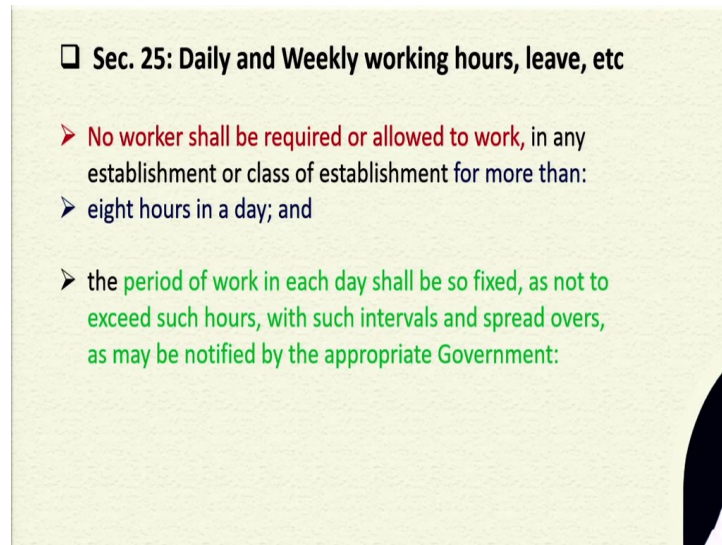 ❑ Sec. 25: Daily and Weekly working hours, leave, etc
➢ No worker shall be required or allowed to work, in any
establishment or class of establishment for more than:
➢ eight hours in a day; and
➢ the period of work in each day shall be so fixed, as not to
exceed such hours, with such intervals and spread overs,
as may be notified by the appropriate Government: